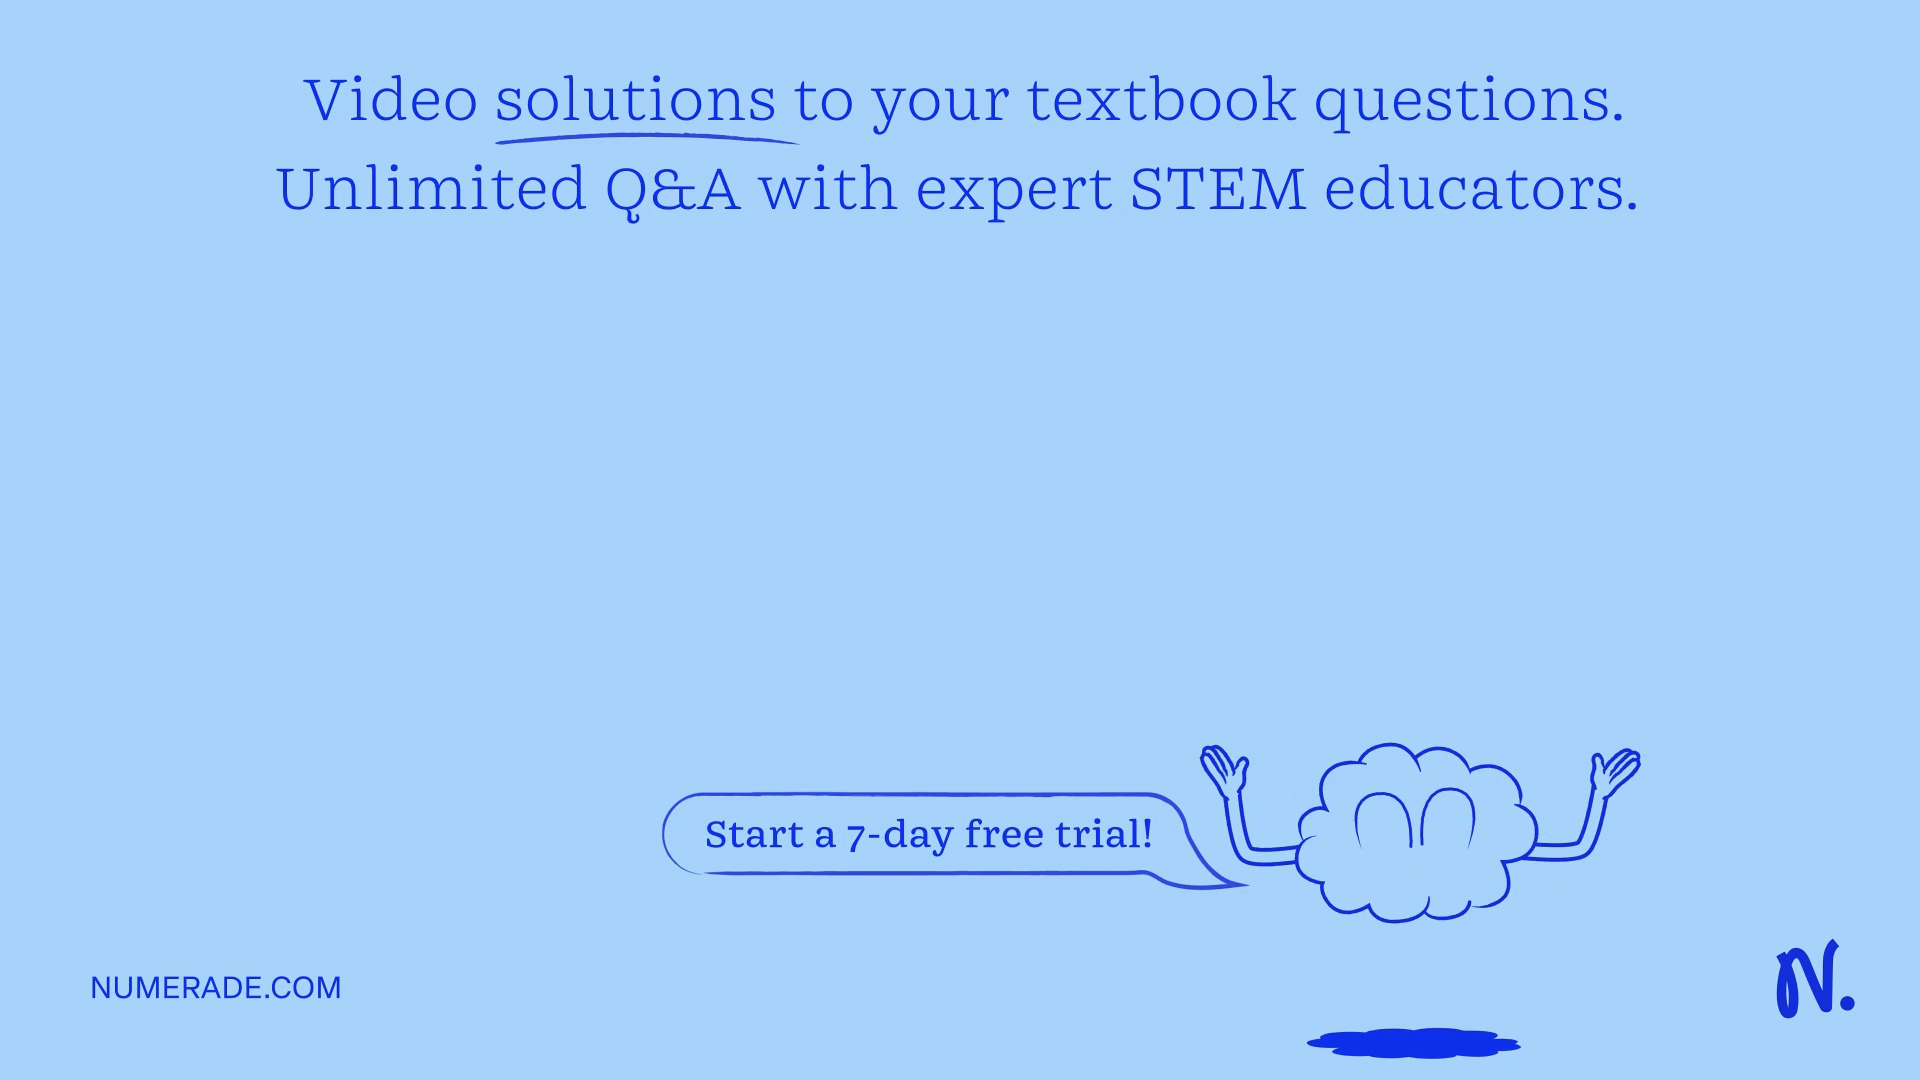 Video solutions to your textbook questions.
Unlimited Q&A with expert STEM educators.
Start a 7-day free trial!
NUMERADE.COM
N.